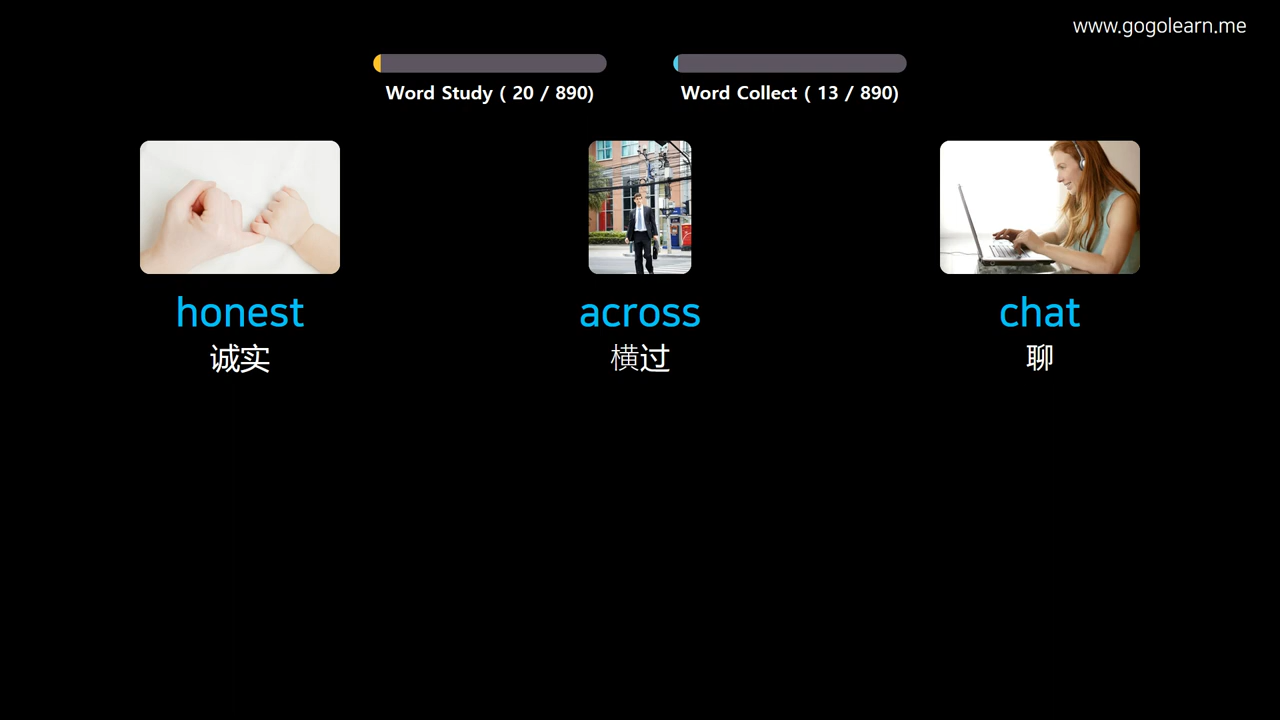 www.gogolearn.me
Word Study ( 20 / 890)
Word Collect ( 13 / 890)
honest
across
chat
诚实
横过
聊